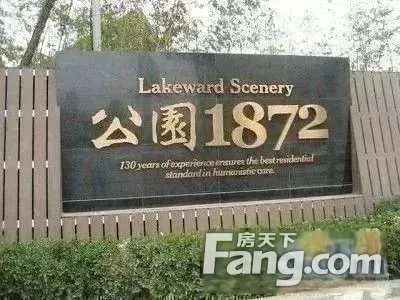 Lakeward Scenery
公園1872
130 years of experience ensures the best residential
standard in humanistic care.
房天下
Fang.com